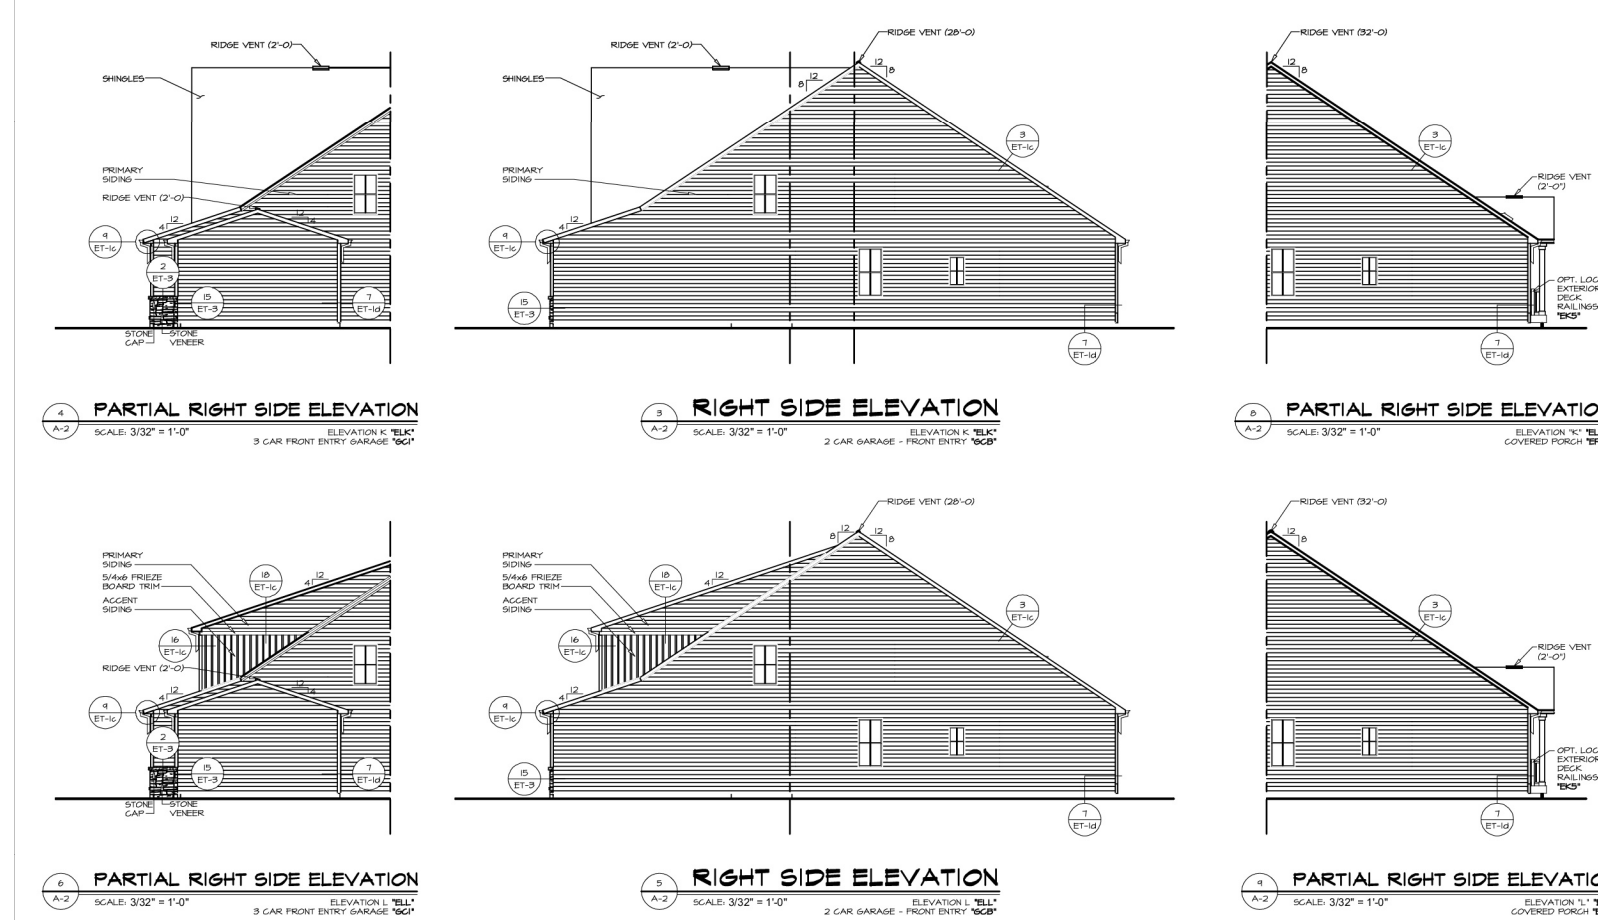 RIDGE VENT (2'-0)
SHINGLES
PRIMARY
SIDING
RIDGE VENT (2'-0)
12
4
12
4
9
ET-1c
2
ET-3
15
ET-3
7
ET-1d
STONE
CAP
STONE
VENEER
4
A-2
PARTIAL RIGHT SIDE ELEVATION
SCALE: 3/32" = 1'-0"
ELEVATION K "ELK"
3 CAR FRONT ENTRY GARAGE "GC1"
RIDGE VENT (2'-0)
RIDGE VENT (28'-0)
SHINGLES
12
8
12
8
3
ET-1c
PRIMARY
SIDING
12
4
9
ET-1c
15
ET-3
7
ET-1d
3
A-2
RIGHT SIDE ELEVATION
SCALE: 3/32" = 1'-0"
ELEVATION K "ELK"
2 CAR GARAGE - FRONT ENTRY "GCB"
RIDGE VENT (32'-0)
12
8
3
ET-1c
RIDGE VENT
(2'-0")
OPT. LOC
EXTERIOR
DECK
RAILINGS
"EK5"
7
ET-1d
8
A-2
PARTIAL RIGHT SIDE ELEVATIO
SCALE: 3/32" = 1'-0"
ELEVATION "K" "EL
COVERED PORCH
PRIMARY
SIDING
5/4x6 FRIEZE
BOARD TRIM
ACCENT
SIDING
18
ET-1c
12
4
16
ET-1c
RIDGE VENT (2'-0)
12
4
12
4
9
ET-1c
2
ET-3
15
ET-3
7
ET-1d
STONE
CAP
STONE
VENEER
6
A-2
PARTIAL RIGHT SIDE ELEVATION
SCALE: 3/32" = 1'-0"
ELEVATION L "ELL"
3 CAR FRONT ENTRY GARAGE "GC1"
RIDGE VENT (28'-0)
12
8
12
8
PRIMARY
SIDING
5/4x6 FRIEZE
BOARD TRIM
ACCENT
SIDING
18
ET-1c
12
4
3
ET-1c
16
ET-1c
12
4
9
ET-1c
15
ET-3
7
ET-1d
5
A-2
RIGHT SIDE ELEVATION
SCALE: 3/32" = 1'-0"
ELEVATION L "ELL"
2 CAR GARAGE - FRONT ENTRY "GCB"
RIDGE VENT (32'-0)
12
8
3
ET-1c
RIDGE VENT
(2'-0")
OPT. LOC
EXTERIOR
DECK
RAILINGS
"EK5"
7
ET-1d
9
A-2
PARTIAL RIGHT SIDE ELEVATIO
SCALE: 3/32" = 1'-0"
ELEVATION "L"
COVERED PORCH